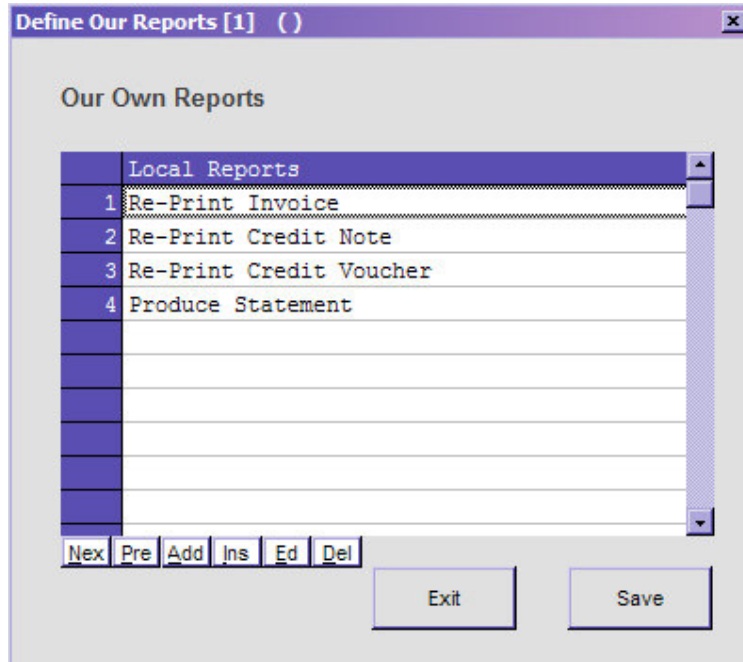 Define Our Reports [1] ( )
Our Own Reports
Local Reports
1 Re-Print Invoice
2 Re-Print Credit Note
3 Re-Print Credit Voucher
4 Produce Statement
Nex Pre Add Ins Ed Del
Exit Save